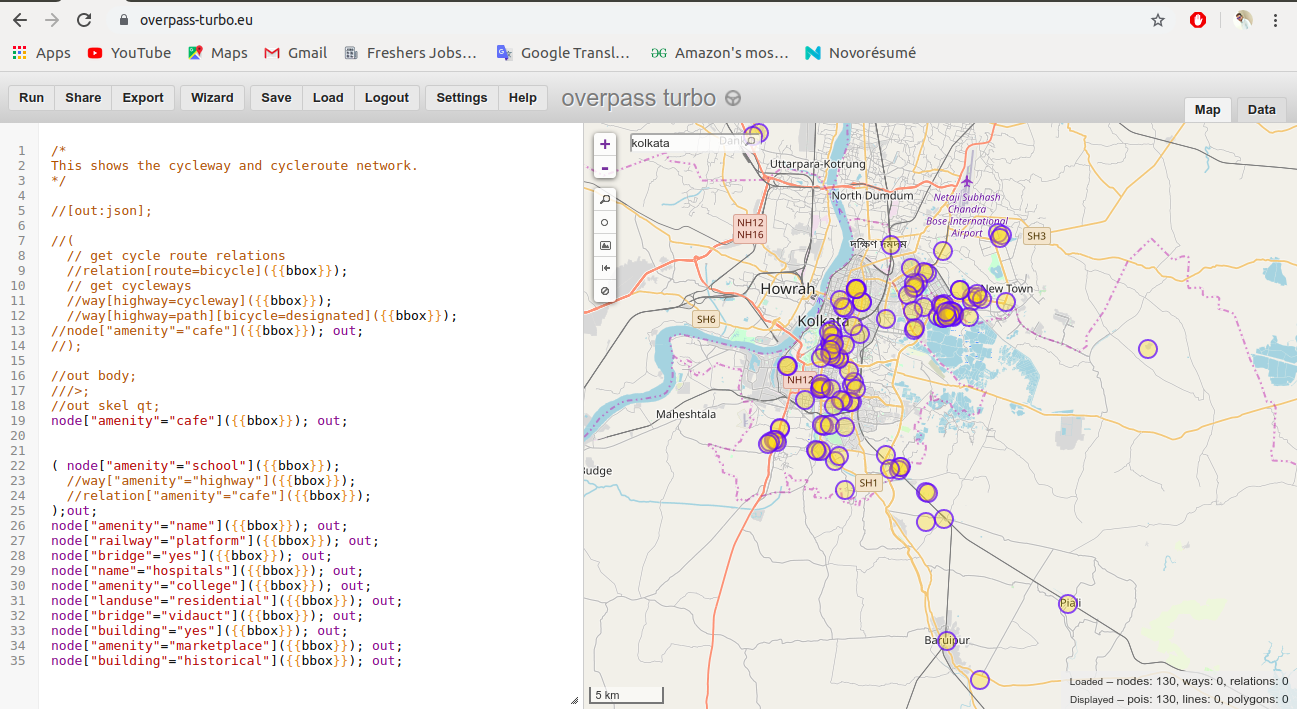 overpass-turbo.eu
Apps YouTube Maps Gmail Freshers Jobs... Google Transl... Amazon's mos... Novorésumé
Run Share Export Wizard Save Load Logout Settings Help overpass turbo Map Data
1 /*
2 This shows the cycleway and cycleroute network.
3 */
4
5 //[out:json];
6
7 //(
8 // get cycle route relations
9 //relation[route=bicycle]({{bbox}});
10 // get cycleways
11 //way[highway=cycleway]({{bbox}});
12 //way[highway=path][bicycle=designated]({{bbox}});
13 //node["amenity"="cafe"]({{bbox}}); out;
14 //);
15
16 //out body;
17 ///>;
18 //out skel qt;
19 node["amenity"="cafe"]({{bbox}}); out;
20
21
22 ( node["amenity"="school"]({{bbox}});
23 //way["amenity"="highway"]({{bbox}});
24 //relation["amenity"="cafe"]({{bbox}});
25 );out;
26 node["amenity"="name"]({{bbox}}); out;
27 node["railway"="platform"]({{bbox}}); out;
28 node["bridge"="yes"]({{bbox}}); out;
29 node["name"="hospitals"]({{bbox}}); out;
30 node["amenity"="college"]({{bbox}}); out;
31 node["landuse"="residential"]({{bbox}}); out;
32 node["bridge"="vidauct"]({{bbox}}); out;
33 node["building"="yes"]({{bbox}}); out;
34 node["amenity"="marketplace"]({{bbox}}); out;
35 node["building"="historical"]({{bbox}}); out;
+
-
kolkata
Uttarpara-Kotrung
North Dumdum
Netaji Subhash
Chandra
Bose International
Airport
NH12
NH16
SH3
দক্ষিণ দমদম
Howrah
New Town
SH6
Kolkata
NH12
Maheshtala
Budge
SH1
Piali
Baruipur
5 km
Loaded – nodes: 130, ways: 0, relations: 0
Displayed – pois: 130, lines: 0, polygons: 0